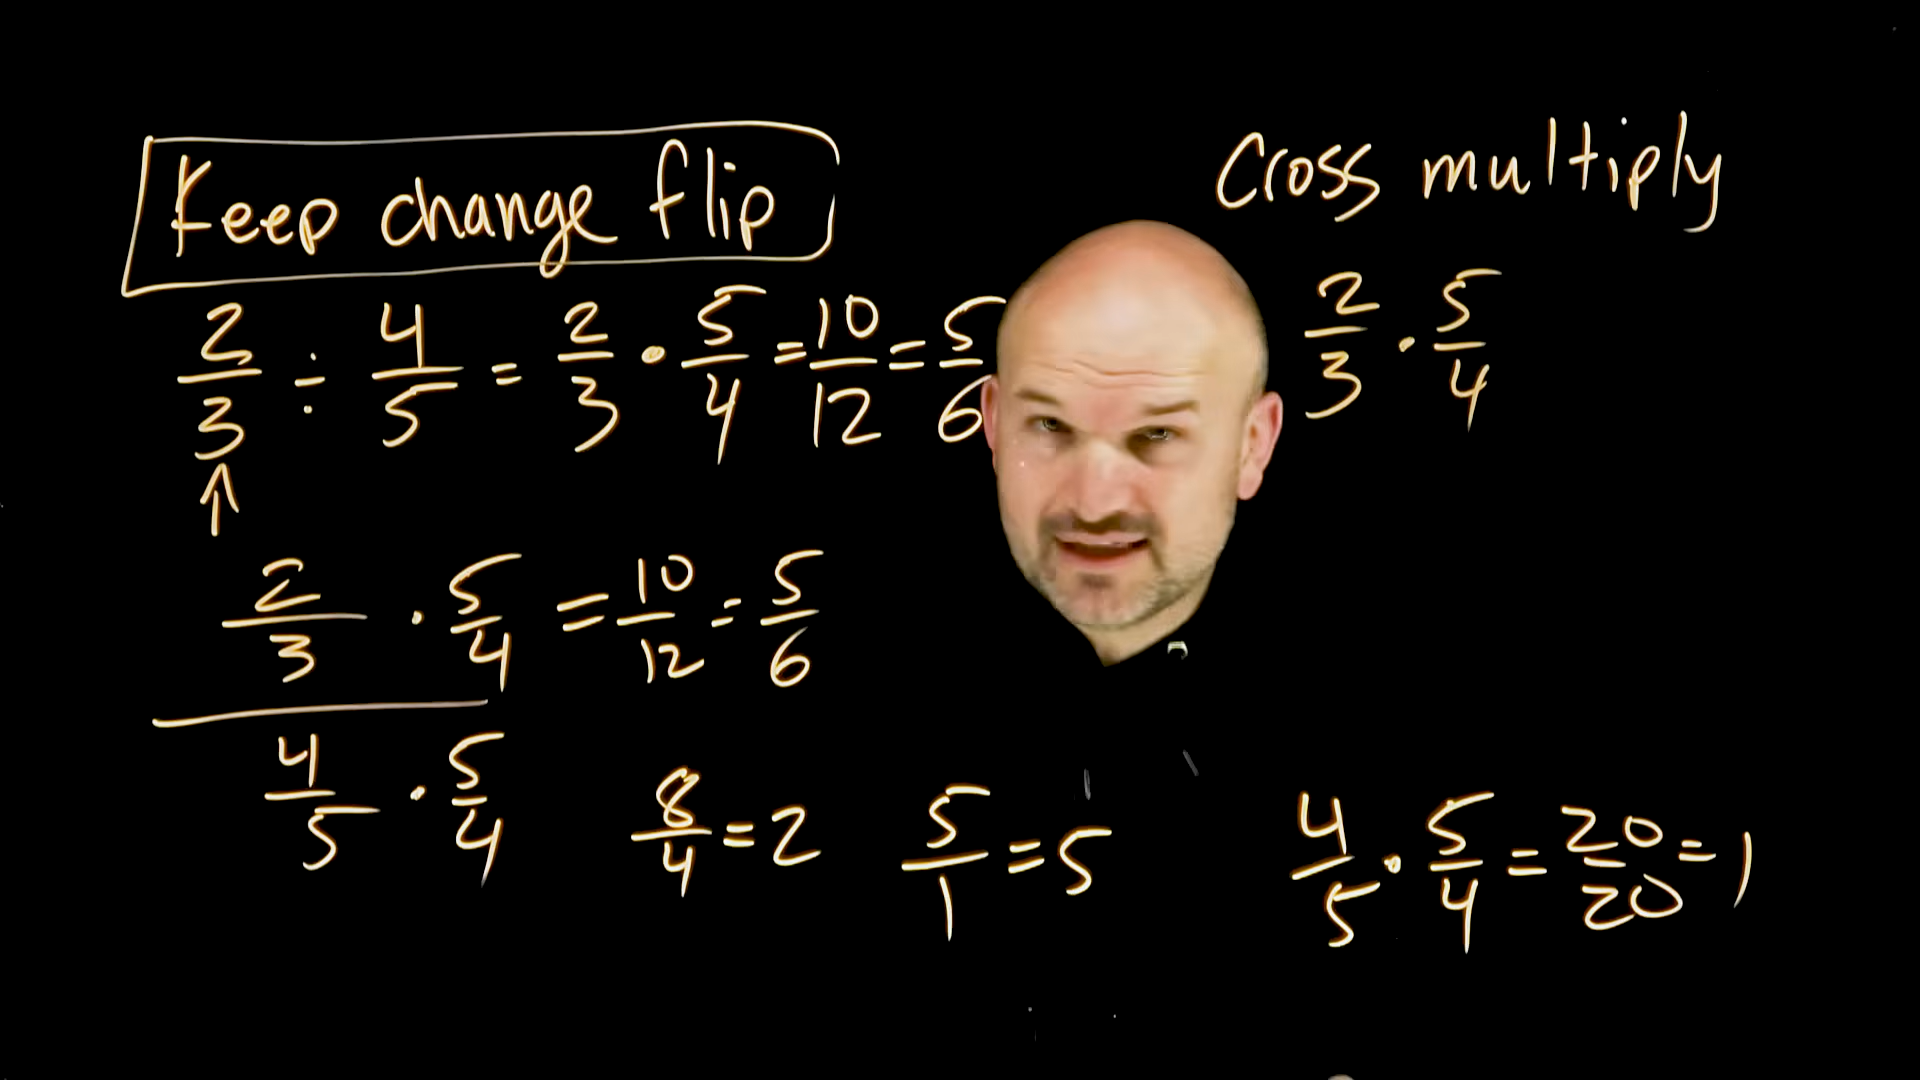 Keep change flip
Cross multiply
2/3 ÷ 4/5 = 2/3 · 5/4 = 10/12 = 5/6
2/3 · 5/4
↑
2/3 · 5/4 = 10/12 = 5/6
4/5 · 5/4
8/4 = 2
5/1 = 5
4/5 · 5/4 = 20/20 = 1